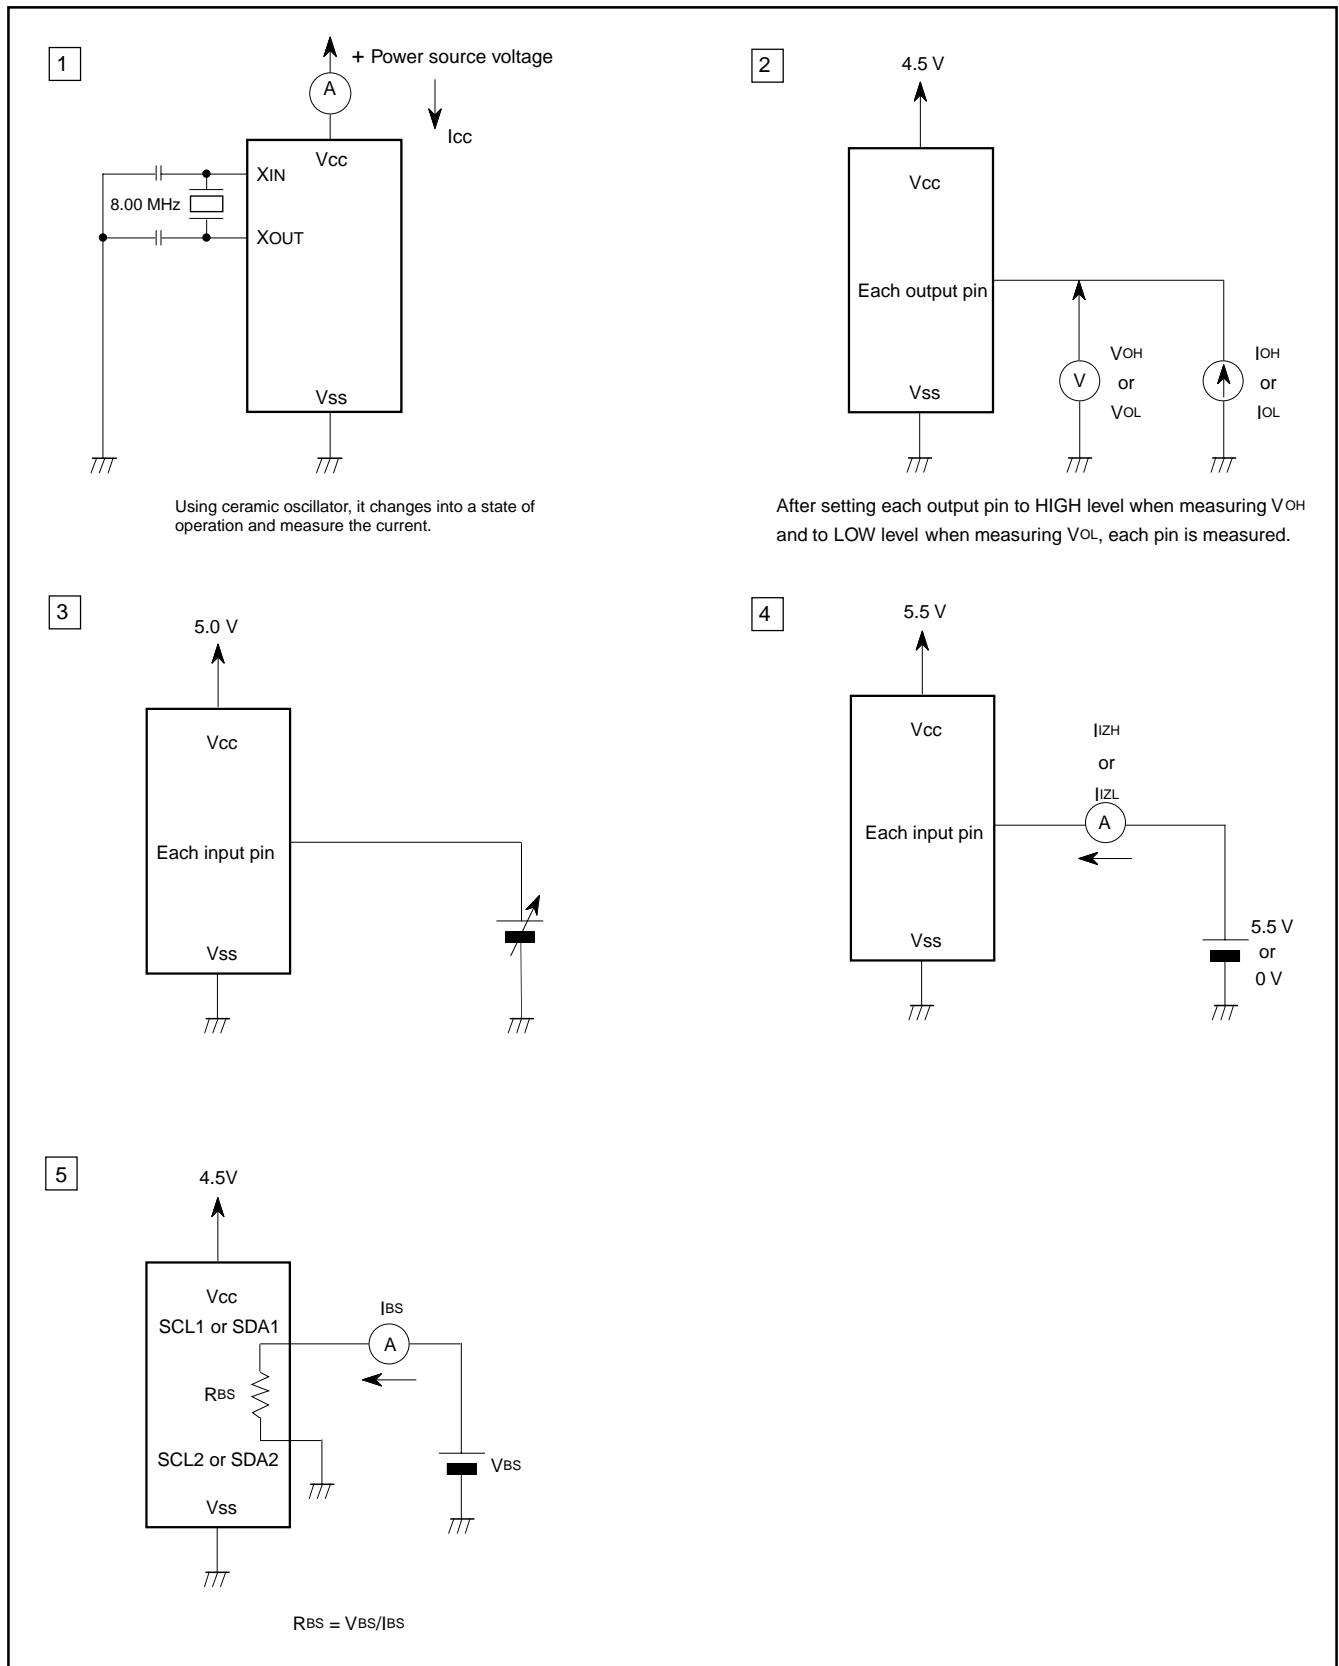 1
+ Power source voltage
A
Icc
Vcc
XIN
8.00 MHz
XOUT
Vss
Using ceramic oscillator, it changes into a state of
operation and measure the current.
2
4.5 V
Vcc
Each output pin
VOH
or
VOL
V
IOH
or
IOL
Vss
After setting each output pin to HIGH level when measuring VOH
and to LOW level when measuring VOL, each pin is measured.
3
5.0 V
Vcc
Each input pin
Vss
4
5.5 V
Vcc
IIZH
or
IIZL
A
Each input pin
Vss
5.5 V
or
0 V
5
4.5V
Vcc
SCL1 or SDA1
IBS
A
RBS
SCL2 or SDA2
VBS
Vss
RBS = VBS/IBS